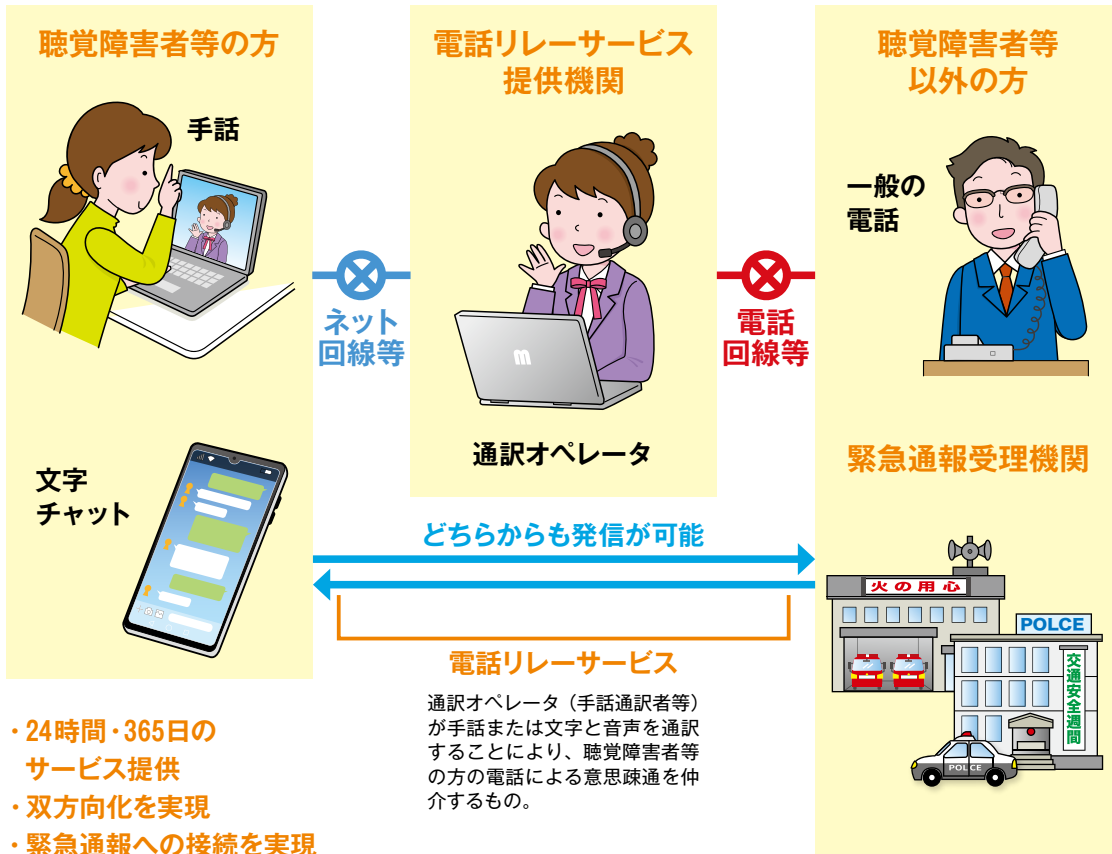 聴覚障害者等の方
手話
文字
チャット
ネット
回線等
電話リレーサービス
提供機関
m
通訳オペレータ
電話
回線等
聴覚障害者等
以外の方
一般の
電話
緊急通報受理機関
火の用心
POLCE
交通安全週間
POLICE
どちらからも発信が可能
電話リレーサービス
通訳オペレータ（手話通訳者等）
が手話または文字と音声を通訳
することにより、聴覚障害者等
の方の電話による意思疎通を仲
介するもの。
・24時間・365日の
サービス提供
・双方向化を実現
・緊急通報への接続を実現